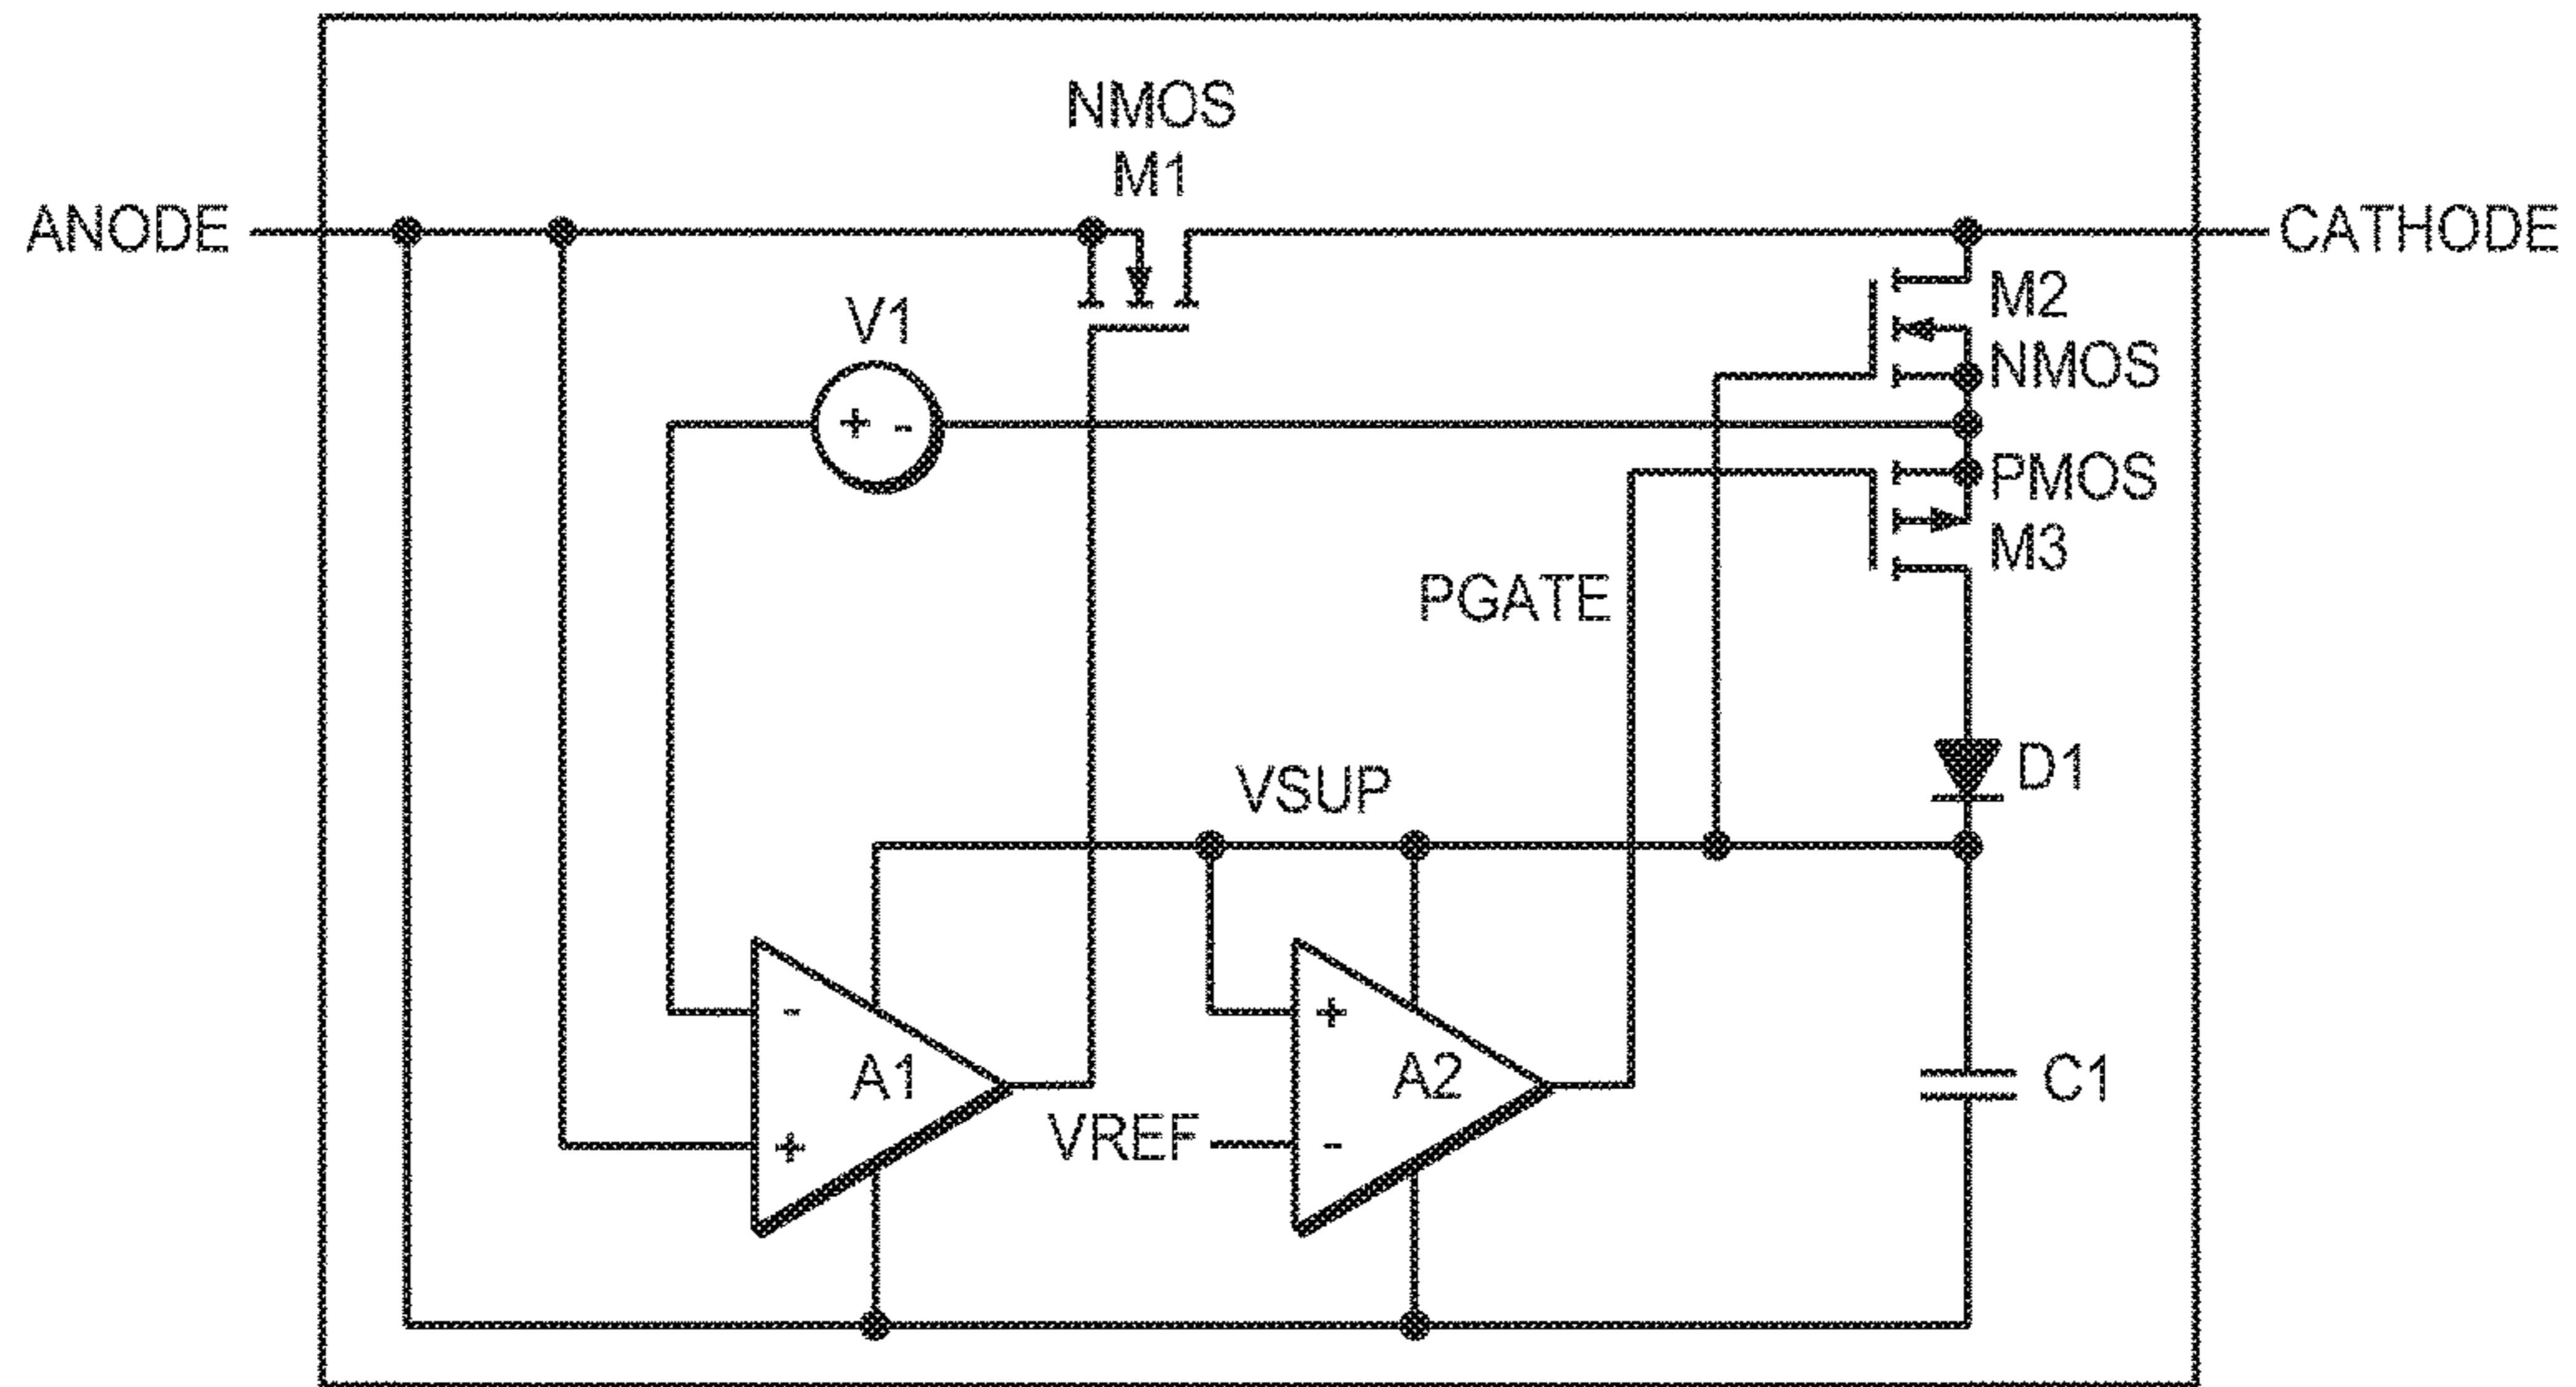 NMOS
M1
ANODE
CATHODE
V1
+ -
M2
NMOS
PMOS
M3
PGATE
D1
VSUP
-
A1
+
+
A2
VREF
-
C1